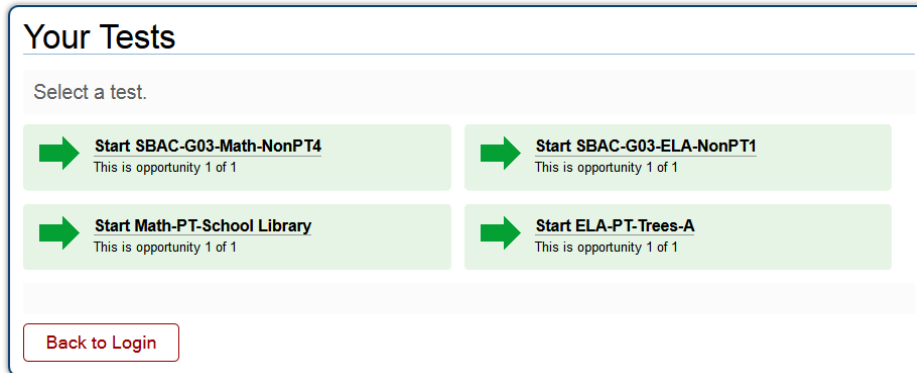 Your Tests
Select a test.
Start SBAC-G03-Math-NonPT4
This is opportunity 1 of 1
Start SBAC-G03-ELA-NonPT1
This is opportunity 1 of 1
Start Math-PT-School Library
This is opportunity 1 of 1
Start ELA-PT-Trees-A
This is opportunity 1 of 1
Back to Login